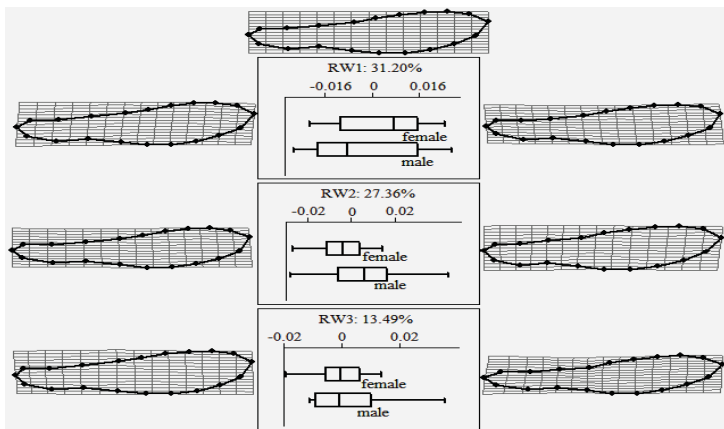 RW1: 31.20%
-0.016 0 0.016
female
male
RW2: 27.36%
-0.02 0 0.02
female
male
RW3: 13.49%
-0.02 0 0.02
female
male